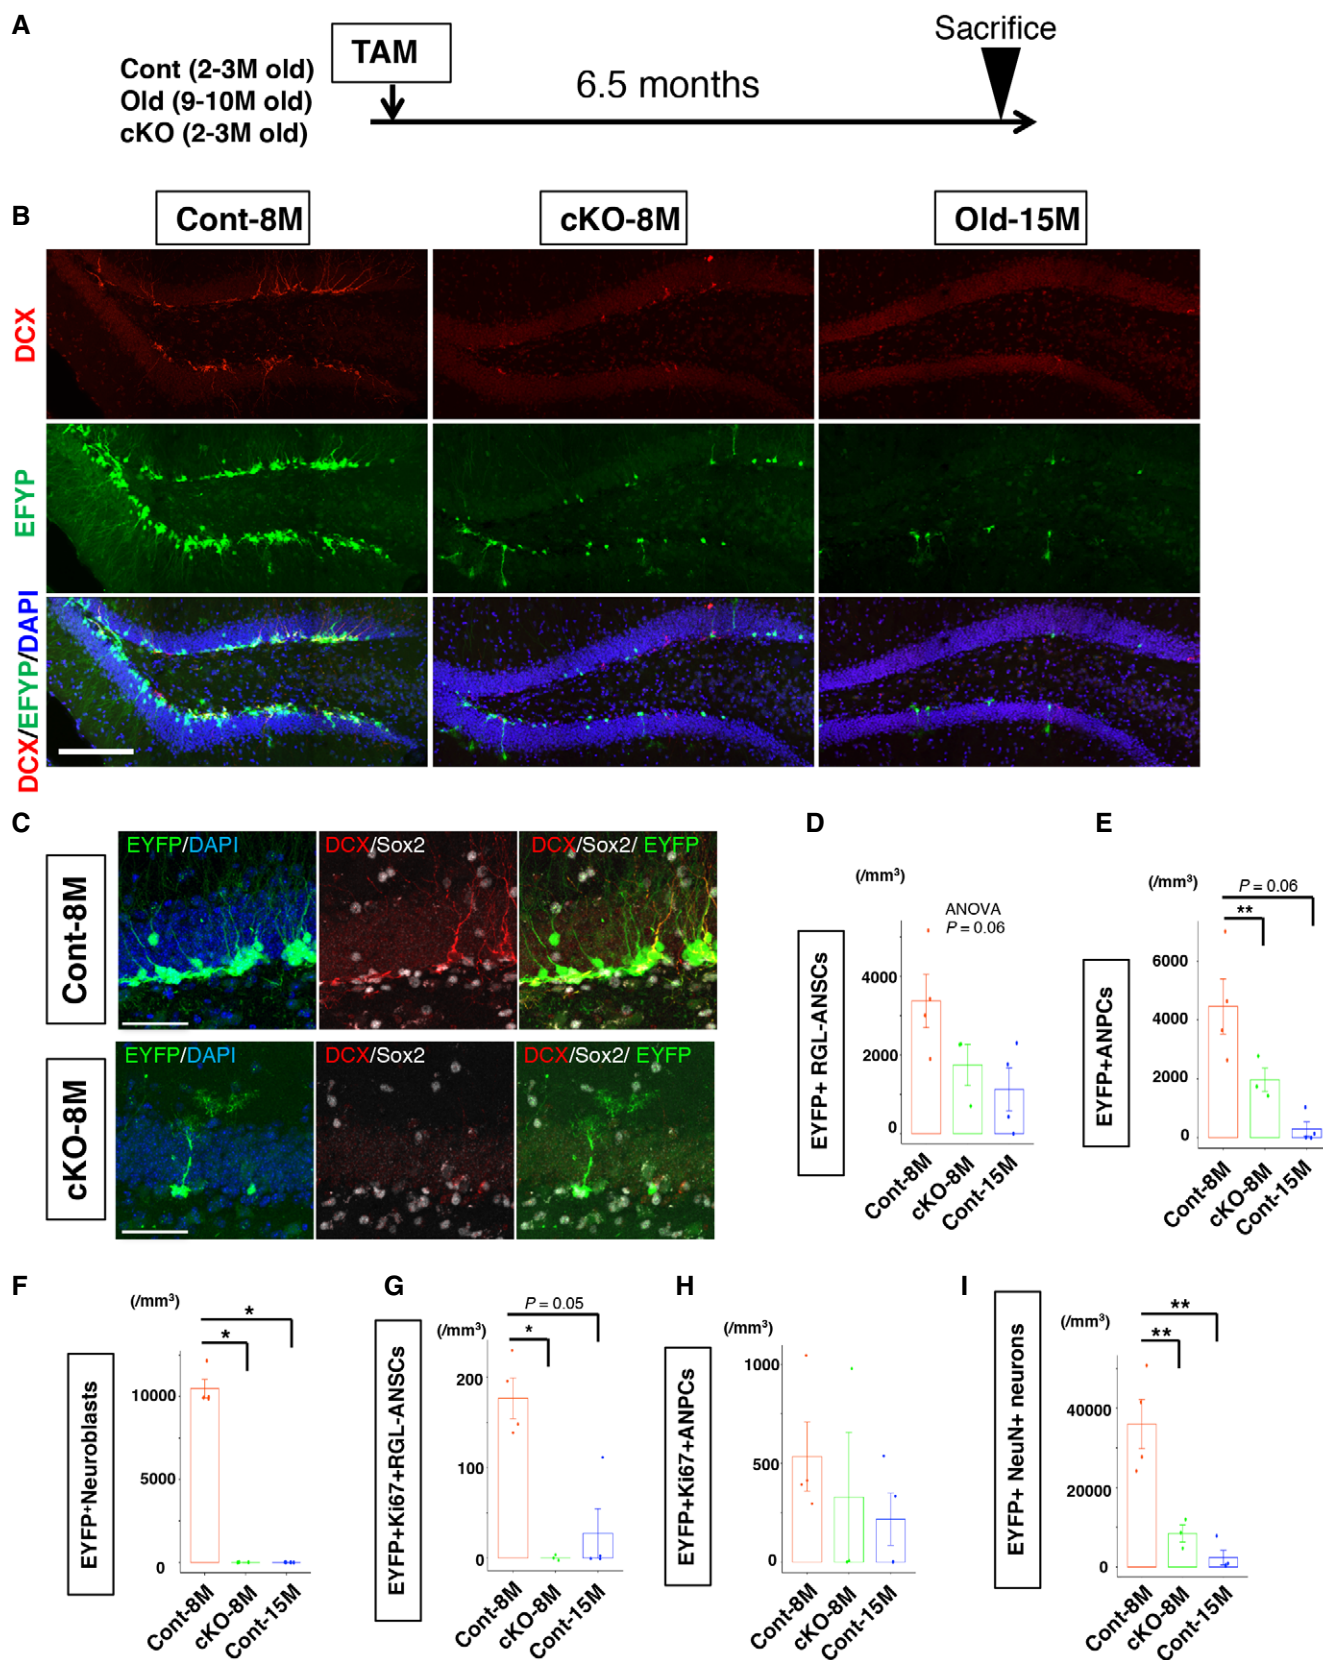 A
TAM
Sacrifice
Cont (2-3M old)
Old (9-10M old)
cKO (2-3M old)
6.5 months
B
Cont-8M
cKO-8M
Old-15M
DCX
EFYP
DCX/EFYP/DAPI
C
Cont-8M
EYFP/DAPI
DCX/Sox2
DCX/Sox2/ EYFP
cKO-8M
EYFP/DAPI
DCX/Sox2
DCX/Sox2/ EYFP
D
(/mm³)
EYFP+ RGL-ANSCs
ANOVA
P = 0.06
4000
2000
0
Cont-8M
cKO-8M
Cont-15M
E
(/mm³)
EYFP+ANPCs
P = 0.06
**
6000
4000
2000
0
Cont-8M
cKO-8M
Cont-15M
F
(/mm³)
EYFP+Neuroblasts
*
*
10000
5000
0
Cont-8M
cKO-8M
Cont-15M
G
(/mm³)
EYFP+Ki67+RGL-ANSCs
P = 0.05
*
200
100
0
Cont-8M
cKO-8M
Cont-15M
H
(/mm³)
EYFP+Ki67+ANPCs
1000
500
0
Cont-8M
cKO-8M
Cont-15M
I
(/mm³)
EYFP+ NeuN+ neurons
**
**
40000
20000
0
Cont-8M
cKO-8M
Cont-15M